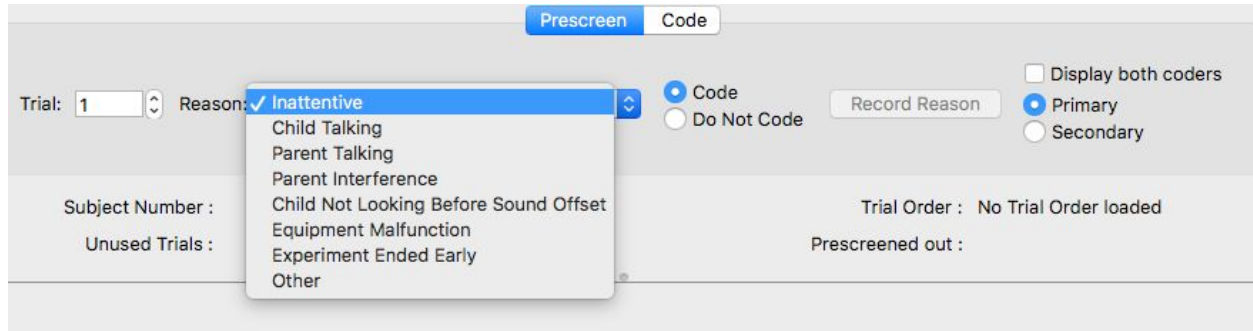 Prescreen Code
Display both coders
Trial: 1 Reason: ✓ Inattentive Code Record Reason Primary
Do Not Code Secondary
Child Talking
Parent Talking
Parent Interference
Child Not Looking Before Sound Offset
Equipment Malfunction
Experiment Ended Early
Other
Subject Number : Trial Order : No Trial Order loaded
Unused Trials : Prescreened out :